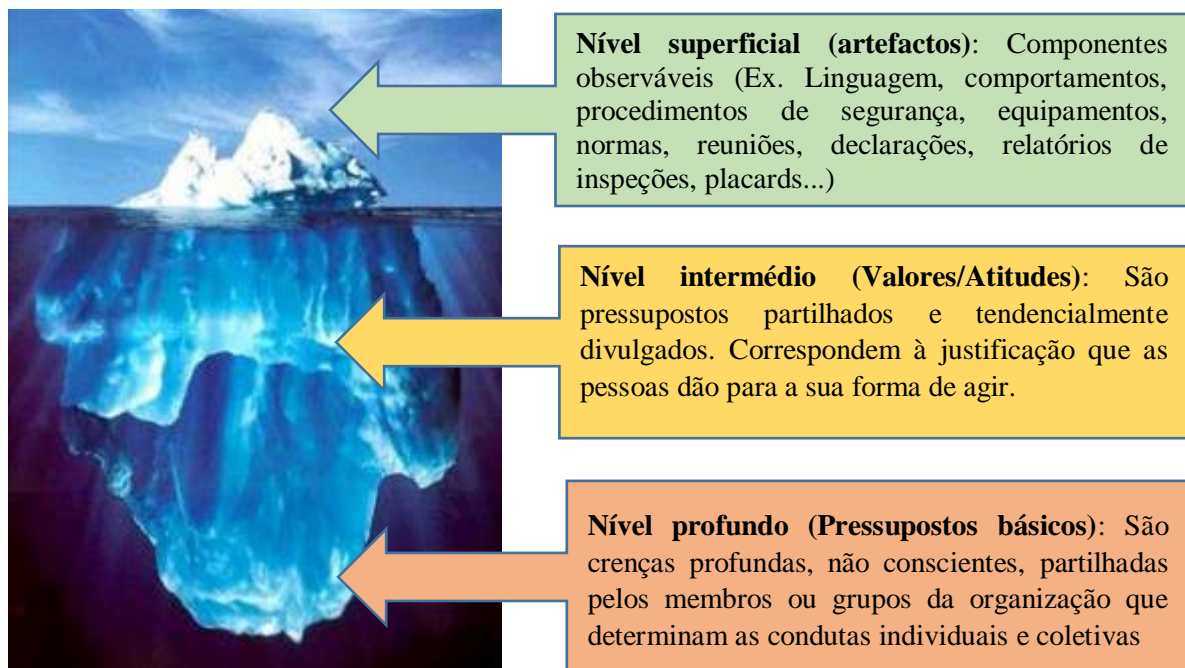 Nível superficial (artefactos): Componentes
observáveis (Ex. Linguagem, comportamentos,
procedimentos de segurança, equipamentos,
normas, reuniões, declarações, relatórios de
inspeções, placards...)
Nível intermédio (Valores/Atitudes): São
pressupostos partilhados e tendencialmente
divulgados. Correspondem à justificação que as
pessoas dão para a sua forma de agir.
Nível profundo (Pressupostos básicos): São
crenças profundas, não conscientes, partilhadas
pelos membros ou grupos da organização que
determinam as condutas individuais e coletivas